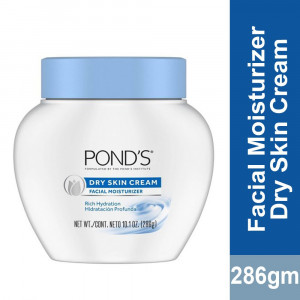 POND'S
FORMULATED BY THE POND'S INSTITUTE
DRY SKIN CREAM
FACIAL MOISTURIZER
Rich Hydration
Hidratación Profunda
NET WT./CONT. NETO 10.1 OZ. (286g)
Facial Moisturizer
Dry Skin Cream
286gm